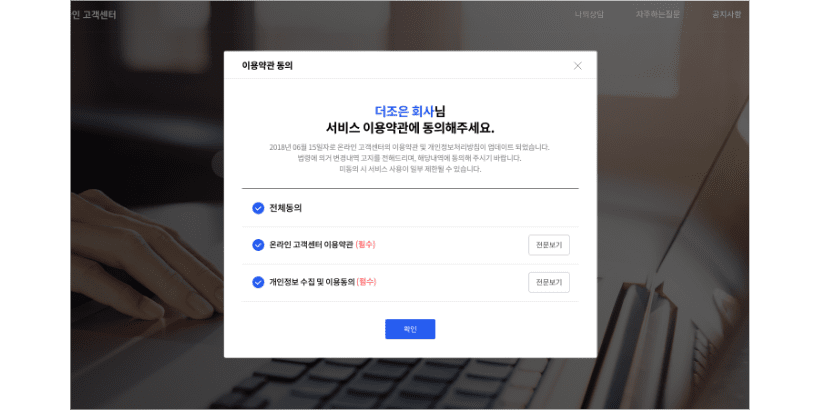 인 고객센터
나의상담 자주하는질문 공지사항
이용약관 동의
더조은 회사님
서비스 이용약관에 동의해주세요.
2018년 06월 15일자로 온라인 고객센터의 이용약관 및 개인정보처리방침이 업데이트 되었습니다.
법령에 의거 변경내역 고지를 전해드리며, 해당내역에 동의해 주시기 바랍니다.
미동의 시 서비스 사용이 일부 제한될 수 있습니다.
전체동의
온라인 고객센터 이용약관 (필수) 전문보기
개인정보 수집 및 이용동의 (필수) 전문보기
확인